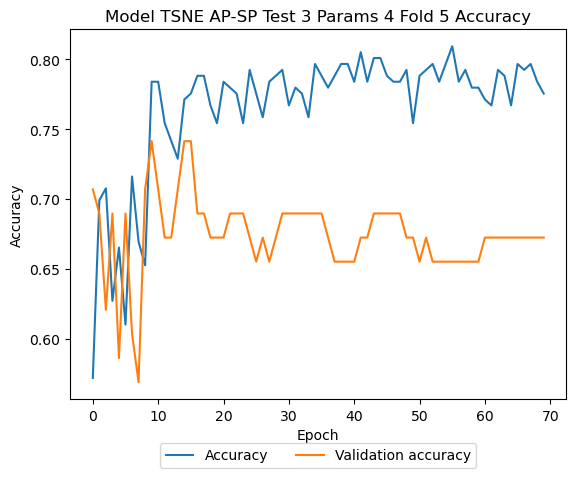 Model TSNE AP-SP Test 3 Params 4 Fold 5 Accuracy
0.80
0.75
0.70
0.65
0.60
Accuracy
0 10 20 30 40 50 60 70
Epoch
Accuracy Validation accuracy